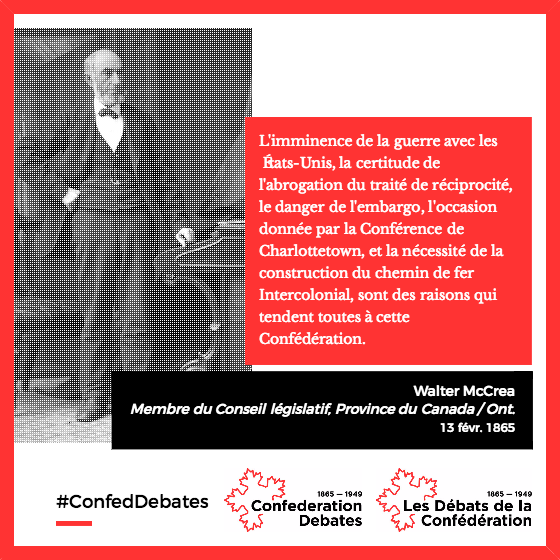 L'imminence de la guerre avec les
États-Unis, la certitude de
l'abrogation du traité de réciprocité,
le danger de l'embargo, l'occasion
donnée par la Conférence de
Charlottetown, et la nécessité de la
construction du chemin de fer
Intercolonial, sont des raisons qui
tendent toutes à cette
Confédération.
Walter McCrea
Membre du Conseil législatif, Province du Canada / Ont.
13 févr. 1865
#ConfedDebates
1865 – 1949
Confederation
Debates
1865 – 1949
Les Débats de la
Confédération